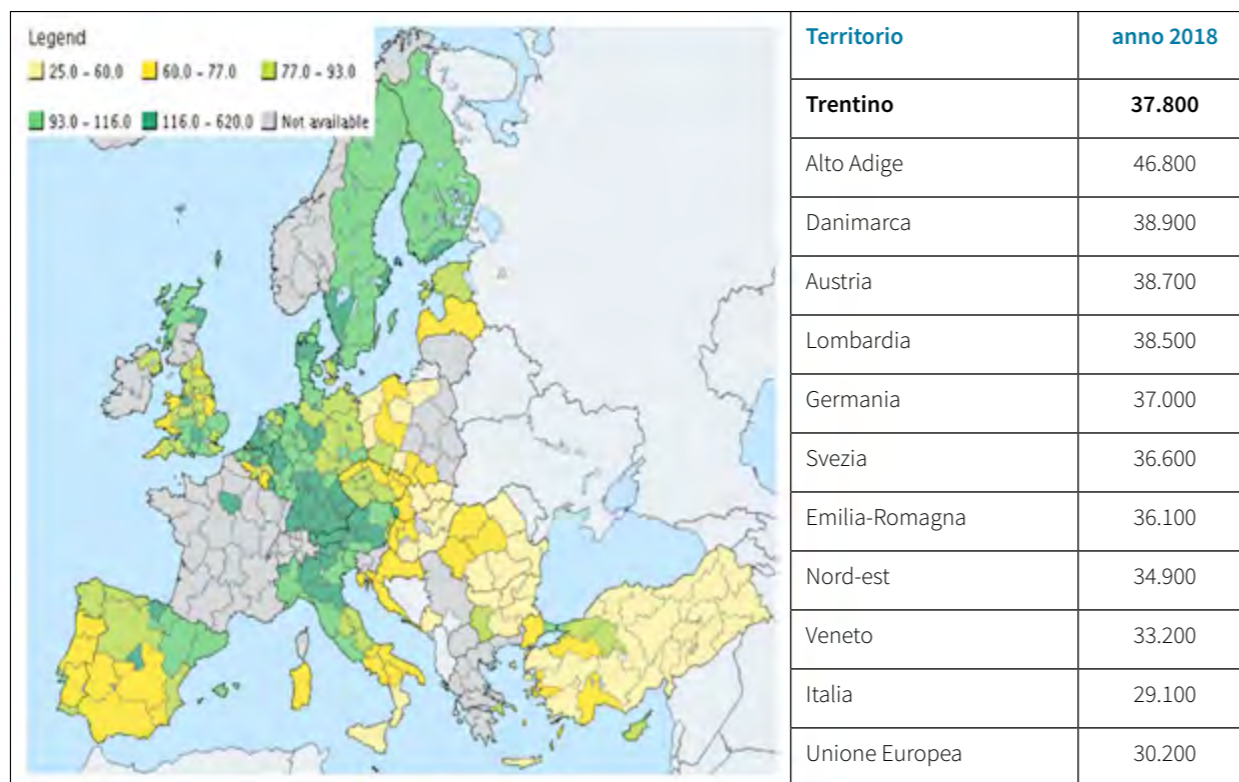 Legend
25.0 - 60.0 60.0 - 77.0 77.0 - 93.0
93.0 - 116.0 116.0 - 620.0 Not available
Territorio anno 2018
Trentino 37.800
Alto Adige 46.800
Danimarca 38.900
Austria 38.700
Lombardia 38.500
Germania 37.000
Svezia 36.600
Emilia-Romagna 36.100
Nord-est 34.900
Veneto 33.200
Italia 29.100
Unione Europea 30.200